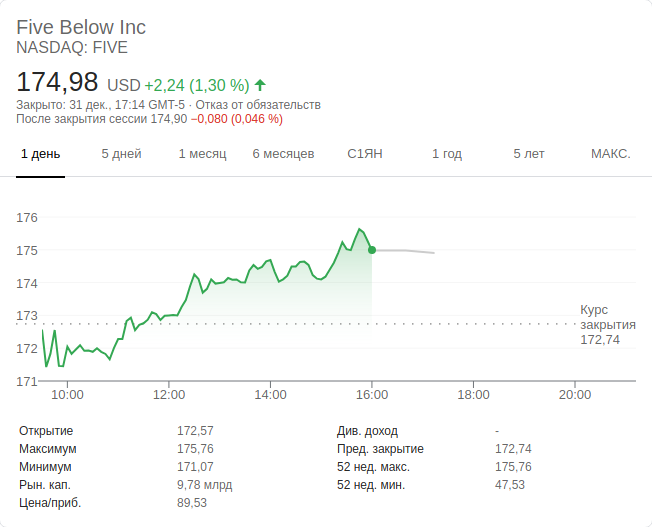 Five Below Inc
NASDAQ: FIVE
174,98 USD +2,24 (1,30 %)
Закрыто: 31 дек., 17:14 GMT-5 · Отказ от обязательств
После закрытия сессии 174,90 −0,080 (0,046 %)
1 день 5 дней 1 месяц 6 месяцев С1ЯН 1 год 5 лет МАКС.
176
175
174
173
172
171
Курс
закрытия
172,74
10:00 12:00 14:00 16:00 18:00 20:00
Открытие 172,57 Див. доход -
Максимум 175,76 Пред. закрытие 172,74
Минимум 171,07 52 нед. макс. 175,76
Рын. кап. 9,78 млрд 52 нед. мин. 47,53
Цена/приб. 89,53